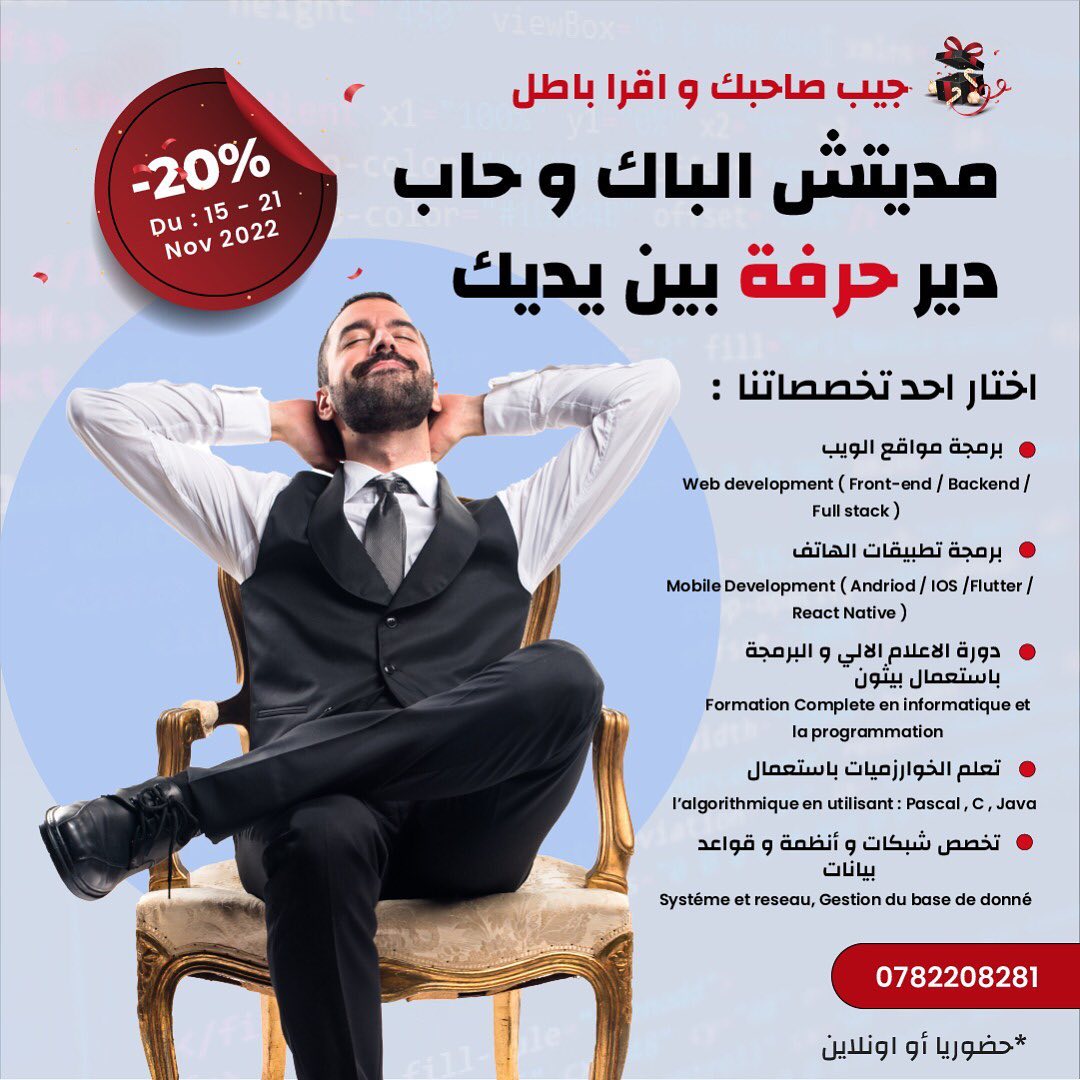 جيب صاحبك و اقرا باطل
-20%
Du : 15 - 21
Nov 2022
مديتش الباك و حاب
دير حرفة بين يديك
اختار احد تخصصاتنا :
برمجة مواقع الويب
Web development ( Front-end / Backend /
Full stack )
برمجة تطبيقات الهاتف
Mobile Development ( Andriod / IOS /Flutter /
React Native )
دورة الاعلام الالي و البرمجة
باستعمال بيثون
Formation Complete en informatique et
la programmation
تعلم الخوارزميات باستعمال
l’algorithmique en utilisant : Pascal , C , Java
تخصص شبكات و أنظمة و قواعد
بيانات
Systéme et reseau, Gestion du base de donné
0782208281
*حضوريا أو اونلاين